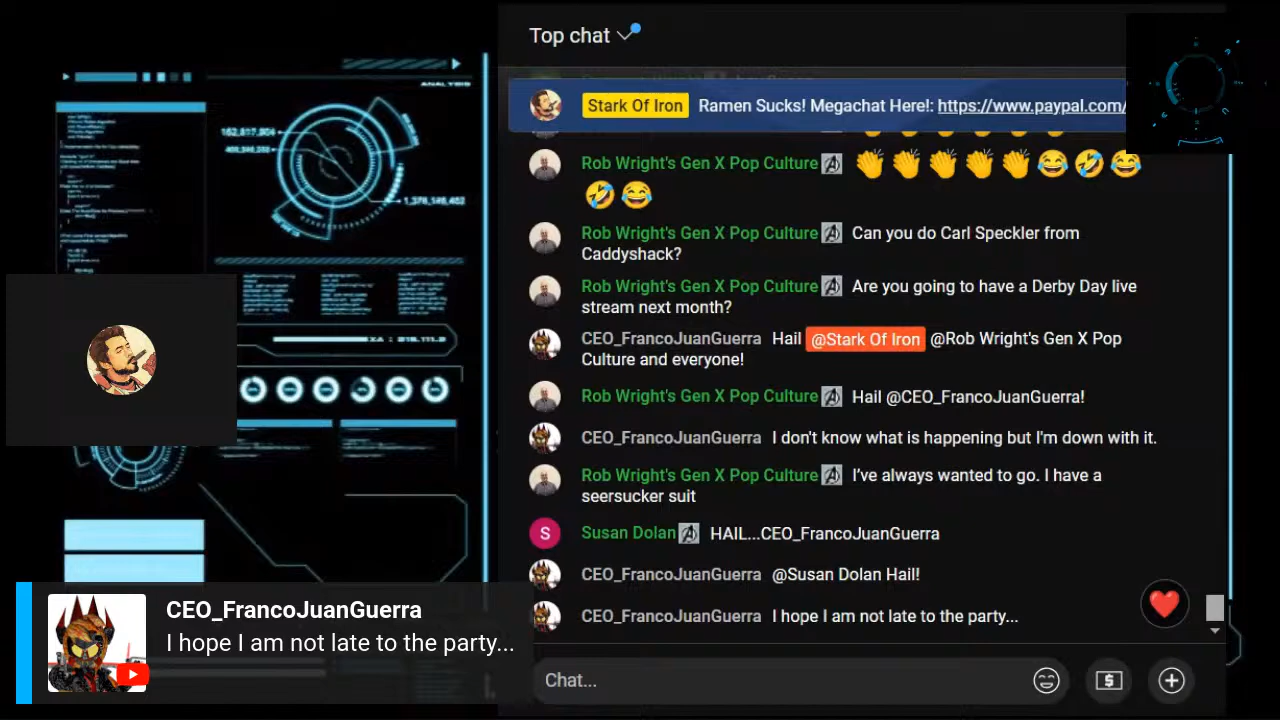 Top chat
Stark Of Iron Ramen Sucks! Megachat Here!: https://www.paypal.com/
Rob Wright's Gen X Pop Culture 👏👏👏👏👏😂🤣😂
🤣😂
Rob Wright's Gen X Pop Culture Can you do Carl Speckler from
Caddyshack?
Rob Wright's Gen X Pop Culture Are you going to have a Derby Day live
stream next month?
CEO_FrancoJuanGuerra Hail @Stark Of Iron @Rob Wright's Gen X Pop
Culture and everyone!
Rob Wright's Gen X Pop Culture Hail @CEO_FrancoJuanGuerra!
CEO_FrancoJuanGuerra I don't know what is happening but I'm down with it.
Rob Wright's Gen X Pop Culture I've always wanted to go. I have a
seersucker suit
S
Susan Dolan HAIL...CEO_FrancoJuanGuerra
CEO_FrancoJuanGuerra @Susan Dolan Hail!
CEO_FrancoJuanGuerra I hope I am not late to the party...
Chat...
ANALYSIS
CEO_FrancoJuanGuerra
I hope I am not late to the party...